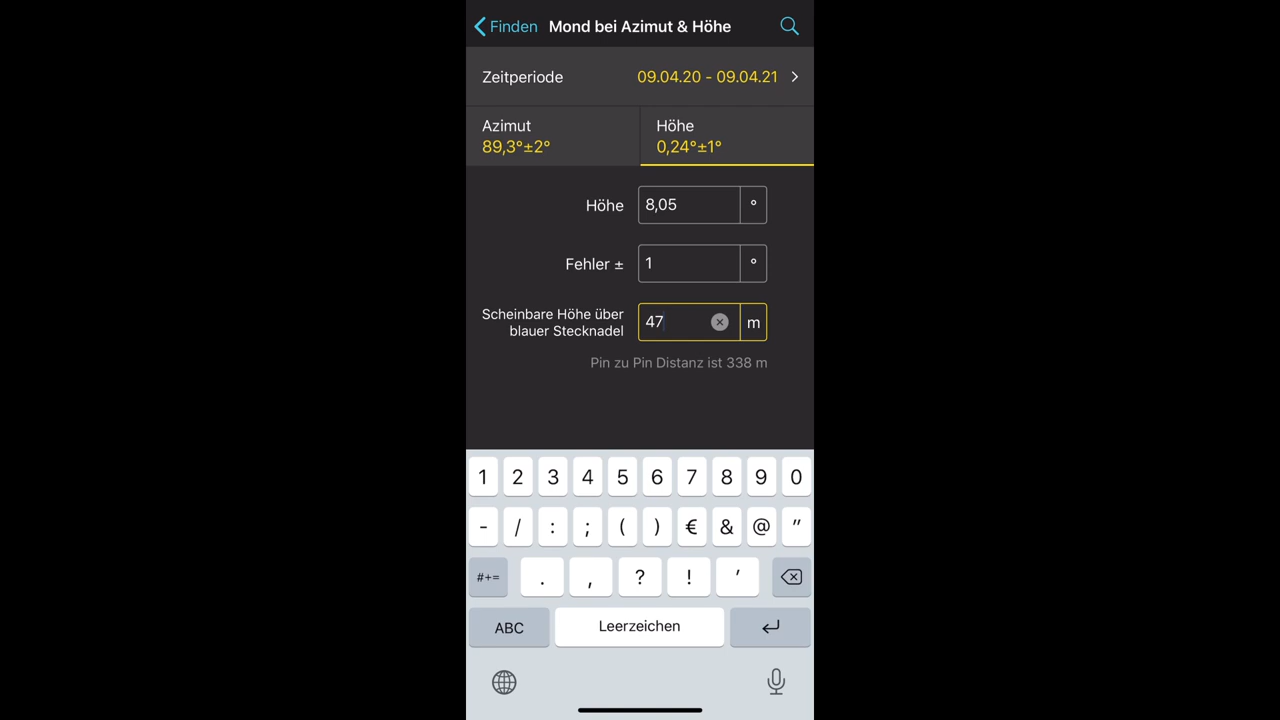 Finden Mond bei Azimut & Höhe
Zeitperiode 09.04.20 - 09.04.21
Azimut Höhe
89,3°±2° 0,24°±1°
Höhe 8,05 °
Fehler ± 1 °
Scheinbare Höhe über
blauer Stecknadel 47 m
Pin zu Pin Distanz ist 338 m
1 2 3 4 5 6 7 8 9 0
- / : ; ( ) € & @ "
#+= . , ? ! '
ABC Leerzeichen